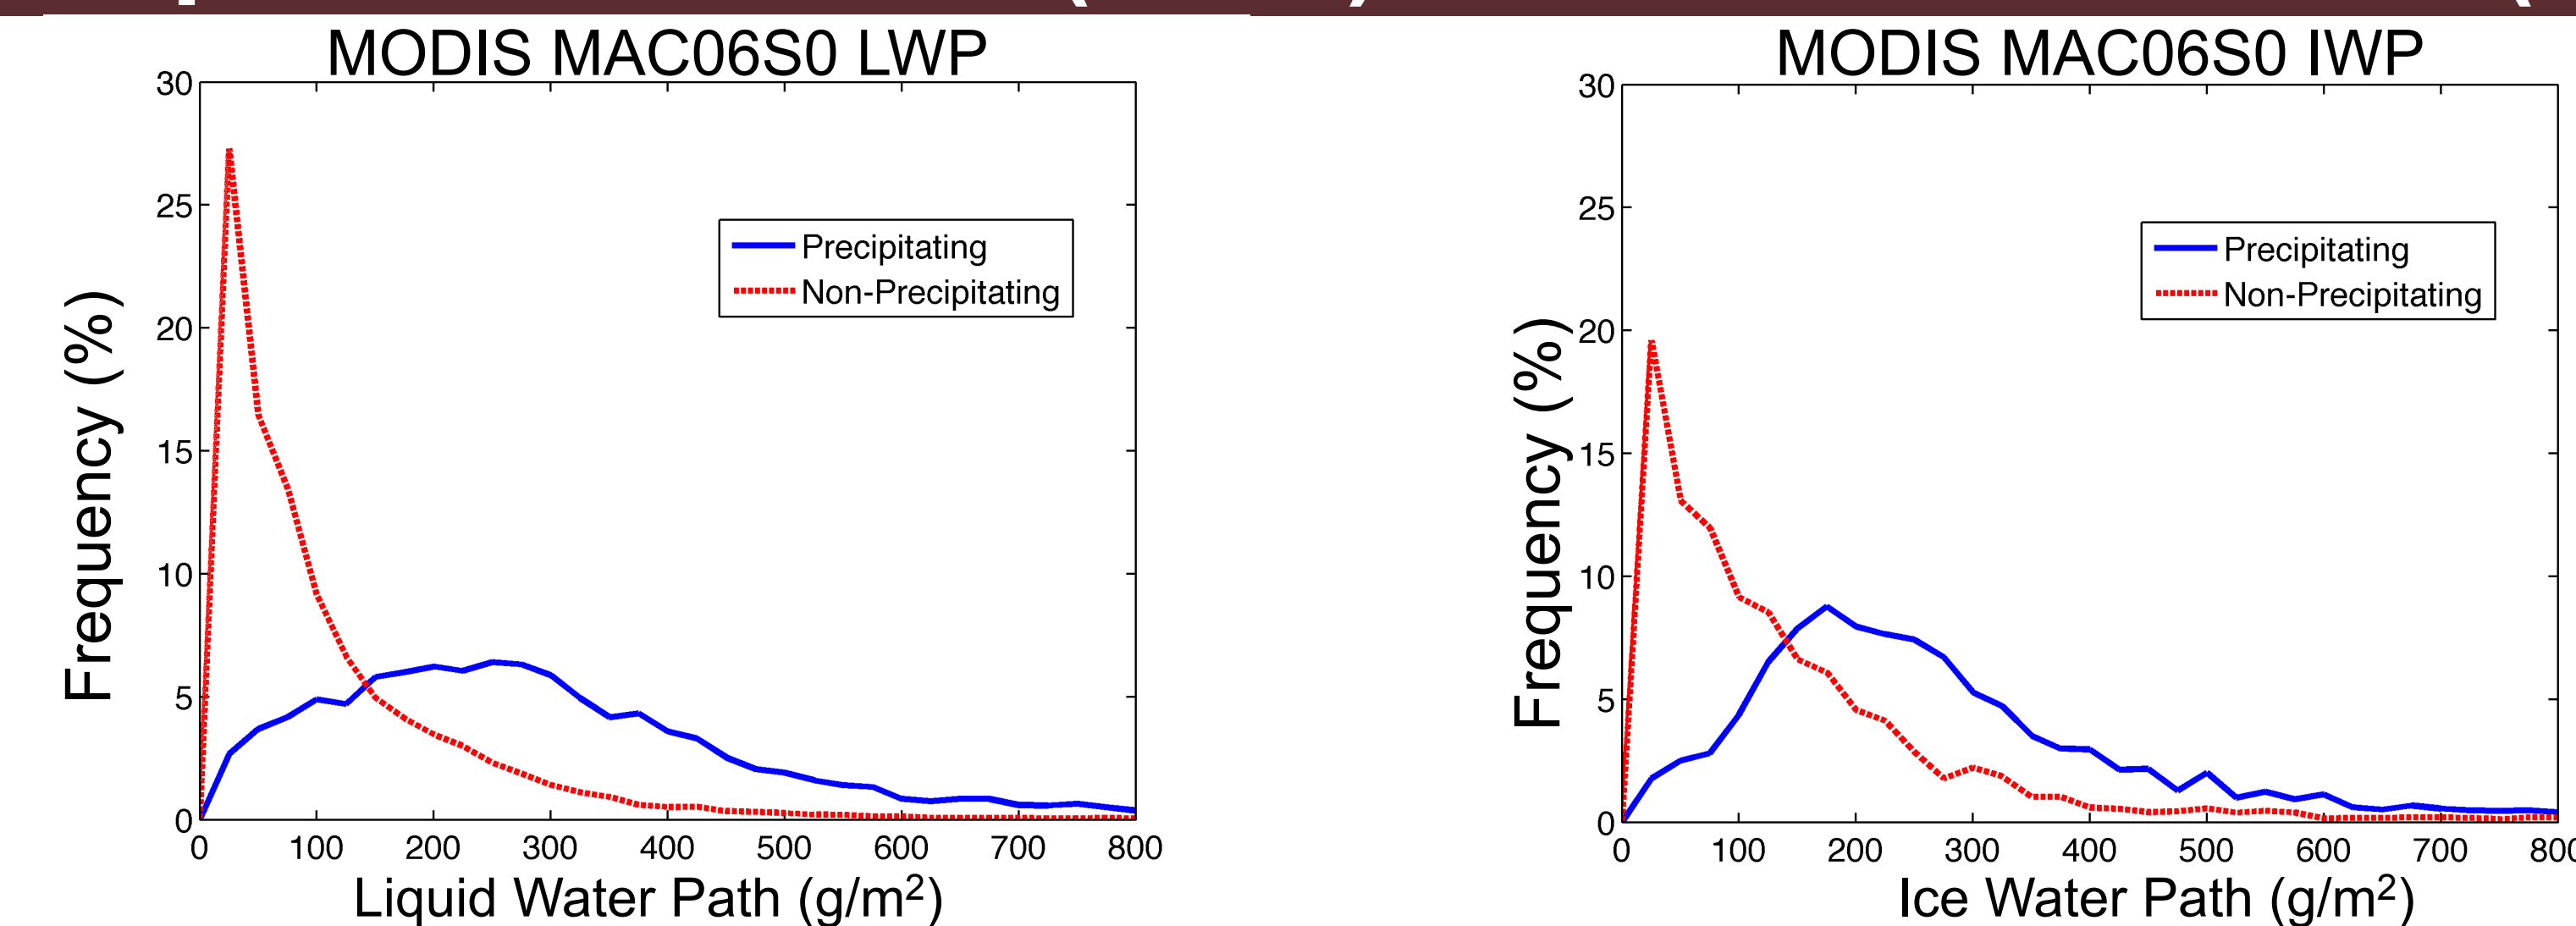 MODIS MAC06S0 LWP
30
25
20
15
10
5
0
Frequency (%)
Precipitating
Non-Precipitating
0 100 200 300 400 500 600 700 800
Liquid Water Path (g/m²)
MODIS MAC06S0 IWP
30
25
20
15
10
5
0
Frequency (%)
Precipitating
Non-Precipitating
0 100 200 300 400 500 600 700 800
Ice Water Path (g/m²)